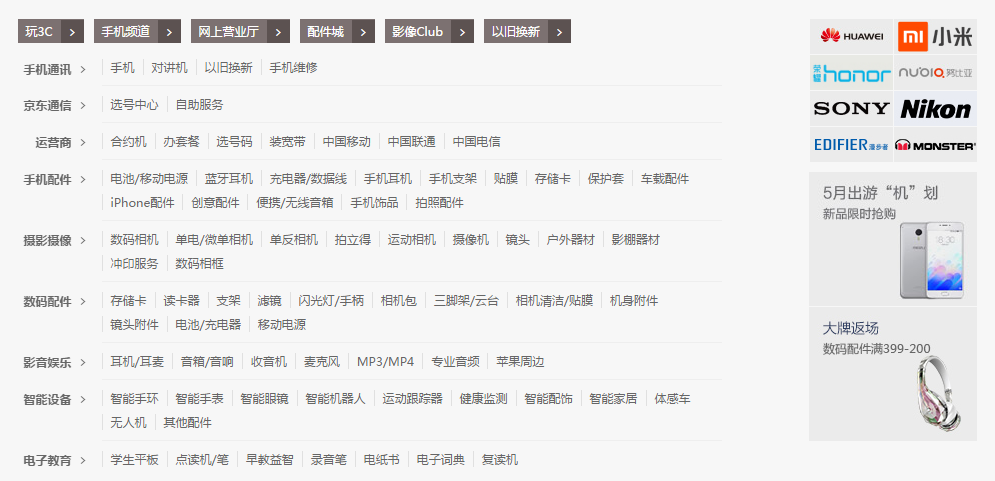 玩3C > 手机频道 > 网上营业厅 > 配件城 > 影像Club > 以旧换新 >
手机通讯 > 手机 对讲机 以旧换新 手机维修
京东通信 > 选号中心 自助服务
运营商 > 合约机 办套餐 选号码 装宽带 中国移动 中国联通 中国电信
手机配件 > 电池/移动电源 蓝牙耳机 充电器/数据线 手机耳机 手机支架 贴膜 存储卡 保护套 车载配件
iPhone配件 创意配件 便携/无线音箱 手机饰品 拍照配件
摄影摄像 > 数码相机 单电/微单相机 单反相机 拍立得 运动相机 摄像机 镜头 户外器材 影棚器材
冲印服务 数码相框
数码配件 > 存储卡 读卡器 支架 滤镜 闪光灯/手柄 相机包 三脚架/云台 相机清洁/贴膜 机身附件
镜头附件 电池/充电器 移动电源
影音娱乐 > 耳机/耳麦 音箱/音响 收音机 麦克风 MP3/MP4 专业音频 苹果周边
智能设备 > 智能手环 智能手表 智能眼镜 智能机器人 运动跟踪器 健康监测 智能配饰 智能家居 体感车
无人机 其他配件
电子教育 > 学生平板 点读机/笔 早教益智 录音笔 电纸书 电子词典 复读机
HUAWEI mi 小米
荣耀 honor nubia 努比亚
SONY Nikon
EDIFIER 漫步者 MONSTER
5月出游“机”划
新品限时抢购
大牌返场
数码配件满399-200